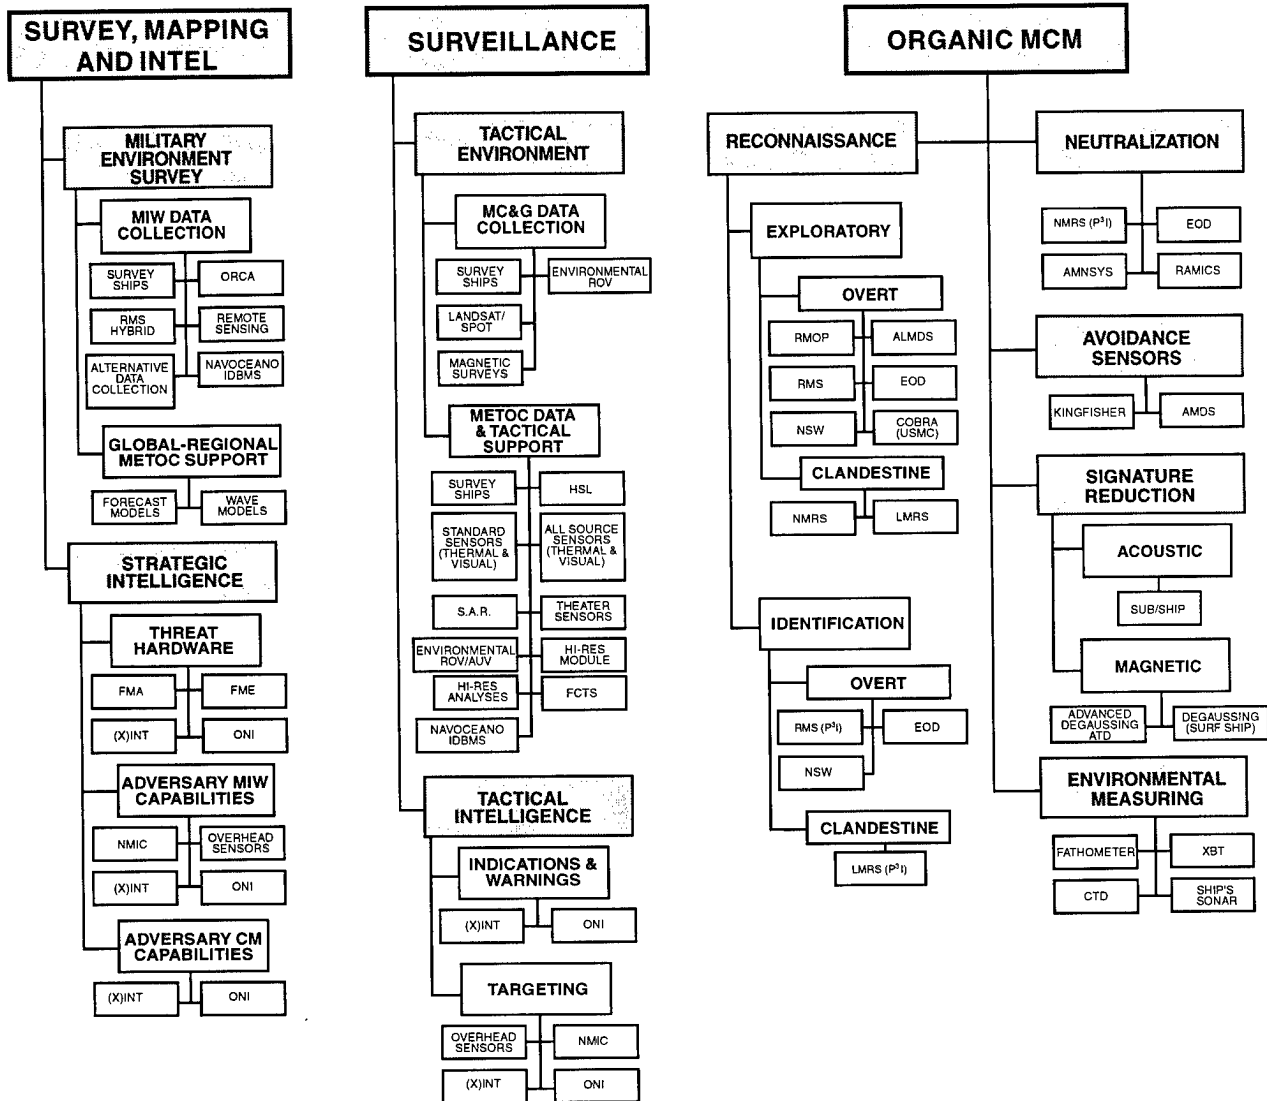 SURVEY, MAPPING
AND INTEL
MILITARY
ENVIRONMENT
SURVEY
MIW DATA
COLLECTION
SURVEY
SHIPS
ORCA
RMS
HYBRID
REMOTE
SENSING
ALTERNATIVE
DATA
COLLECTION
NAVOCEANO
IDBMS
GLOBAL-REGIONAL
METOC SUPPORT
FORECAST
MODELS
WAVE
MODELS
STRATEGIC
INTELLIGENCE
THREAT
HARDWARE
FMA
FME
(X)INT
ONI
ADVERSARY MIW
CAPABILITIES
NMIC
OVERHEAD
SENSORS
(X)INT
ONI
ADVERSARY CM
CAPABILITIES
(X)INT
ONI
SURVEILLANCE
TACTICAL
ENVIRONMENT
MC&G DATA
COLLECTION
SURVEY
SHIPS
ENVIRONMENTAL
ROV
LANDSAT/
SPOT
MAGNETIC
SURVEYS
METOC DATA
& TACTICAL
SUPPORT
SURVEY
SHIPS
HSL
STANDARD
SENSORS
(THERMAL &
VISUAL)
ALL SOURCE
SENSORS
(THERMAL &
VISUAL)
S.A.R.
THEATER
SENSORS
ENVIRONMENTAL
ROV/AUV
HI-RES
MODULE
HI-RES
ANALYSES
FCTS
NAVOCEANO
IDBMS
TACTICAL
INTELLIGENCE
INDICATIONS &
WARNINGS
(X)INT
ONI
TARGETING
OVERHEAD
SENSORS
NMIC
(X)INT
ONI
ORGANIC MCM
RECONNAISSANCE
EXPLORATORY
OVERT
RMOP
ALMDS
RMS
EOD
NSW
COBRA
(USMC)
CLANDESTINE
NMRS
LMRS
IDENTIFICATION
OVERT
RMS (P³I)
EOD
NSW
CLANDESTINE
LMRS (P³I)
NEUTRALIZATION
NMRS (P³I)
EOD
AMNSYS
RAMICS
AVOIDANCE
SENSORS
KINGFISHER
AMDS
SIGNATURE
REDUCTION
ACOUSTIC
SUB/SHIP
MAGNETIC
ADVANCED
DEGAUSSING
ATD
DEGAUSSING
(SURF SHIP)
ENVIRONMENTAL
MEASURING
FATHOMETER
XBT
CTD
SHIP'S
SONAR